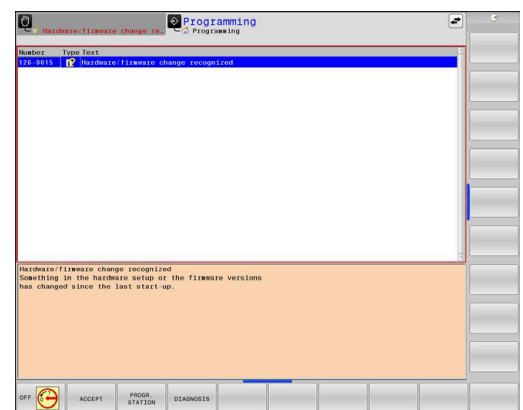 Programming
Hardware/firmware change re…
Programming
Number Type Text
126-0015 Hardware/firmware change recognized
Hardware/firmware change recognized
Something in the hardware setup or the firmware versions
has changed since the last start-up.
OFF
ACCEPT
PROGR.
STATION
DIAGNOSIS